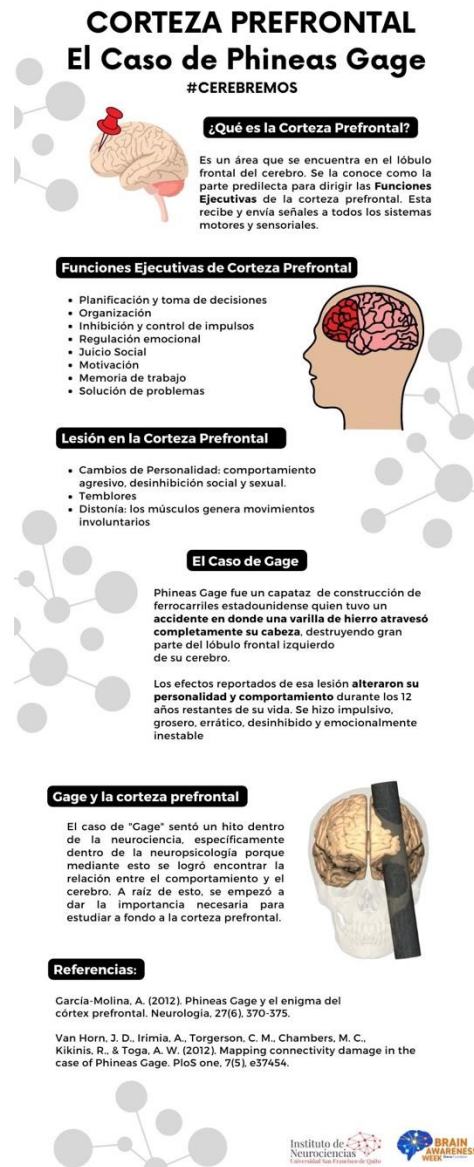 CORTEZA PREFRONTAL
El Caso de Phineas Gage
#CEREBREMOS
¿Qué es la Corteza Prefrontal?
Es un área que se encuentra en el lóbulo
frontal del cerebro. Se la conoce como la
parte predilecta para dirigir las Funciones
Ejecutivas de la corteza prefrontal. Esta
recibe y envía señales a todos los sistemas
motores y sensoriales.
Funciones Ejecutivas de Corteza Prefrontal
• Planificación y toma de decisiones
• Organización
• Inhibición y control de impulsos
• Regulación emocional
• Juicio Social
• Motivación
• Memoria de trabajo
• Solución de problemas
Lesión en la Corteza Prefrontal
• Cambios de Personalidad: comportamiento
agresivo, desinhibición social y sexual.
• Temblores
• Distonía: los músculos genera movimientos
involuntarios
El Caso de Gage
Phineas Gage fue un capataz de construcción de
ferrocarriles estadounidense quien tuvo un
accidente en donde una varilla de hierro atravesó
completamente su cabeza, destruyendo gran
parte del lóbulo frontal izquierdo
de su cerebro.
Los efectos reportados de esa lesión alteraron su
personalidad y comportamiento durante los 12
años restantes de su vida. Se hizo impulsivo,
grosero, errático, desinhibido y emocionalmente
inestable
Gage y la corteza prefrontal
El caso de "Gage" sentó un hito dentro
de la neurociencia, específicamente
dentro de la neuropsicología porque
mediante esto se logró encontrar la
relación entre el comportamiento y el
cerebro. A raíz de esto, se empezó a
dar la importancia necesaria para
estudiar a fondo a la corteza prefrontal.
Referencias:
García-Molina, A. (2012). Phineas Gage y el enigma del
córtex prefrontal. Neurologia, 27(6), 370-375.
Van Horn, J. D., Irimia, A., Torgerson, C. M., Chambers, M. C.,
Kikinis, R., & Toga, A. W. (2012). Mapping connectivity damage in the
case of Phineas Gage. PloS one, 7(5), e37454.
Instituto de
Neurociencias
Universidad San Francisco de Quito
BRAIN
AWARENESS
WEEK